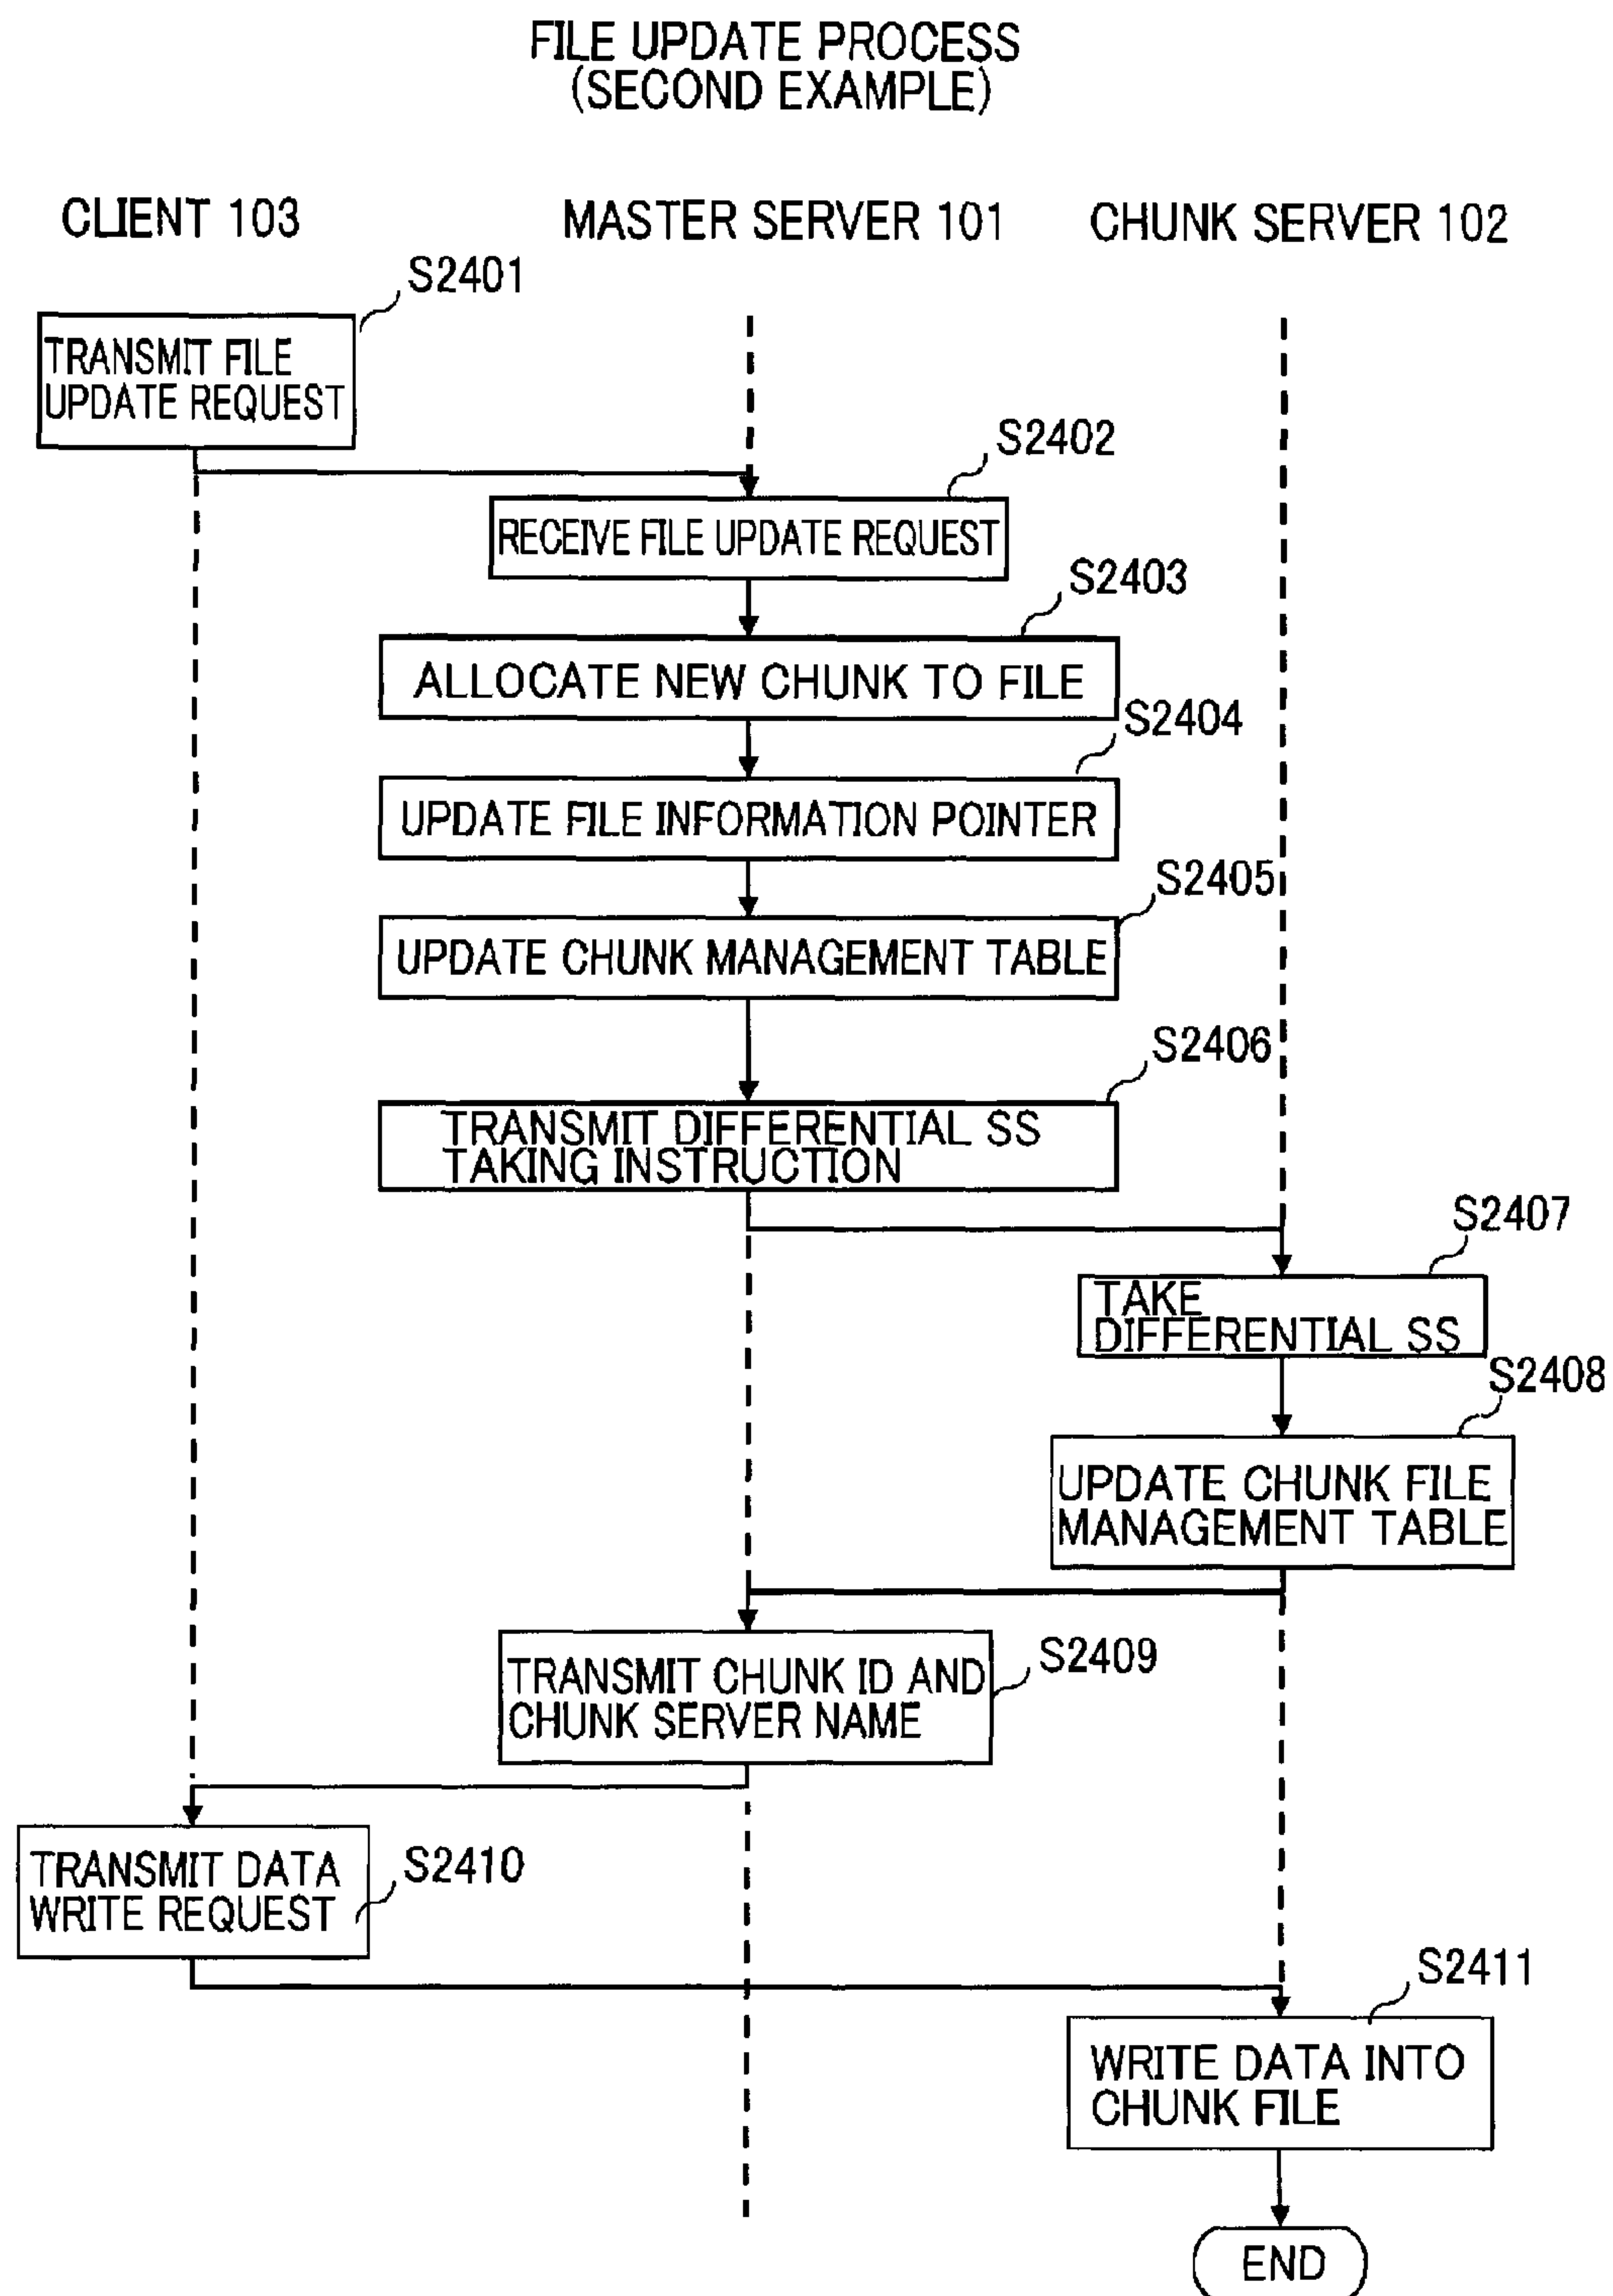 FILE UPDATE PROCESS
(SECOND EXAMPLE)
CLIENT 103
MASTER SERVER 101
CHUNK SERVER 102
S2401
TRANSMIT FILE
UPDATE REQUEST
S2402
RECEIVE FILE UPDATE REQUEST
S2403
ALLOCATE NEW CHUNK TO FILE
S2404
UPDATE FILE INFORMATION POINTER
S2405
UPDATE CHUNK MANAGEMENT TABLE
S2406
TRANSMIT DIFFERENTIAL SS
TAKING INSTRUCTION
S2407
TAKE
DIFFERENTIAL SS
S2408
UPDATE CHUNK FILE
MANAGEMENT TABLE
S2409
TRANSMIT CHUNK ID AND
CHUNK SERVER NAME
S2410
TRANSMIT DATA
WRITE REQUEST
S2411
WRITE DATA INTO
CHUNK FILE
END